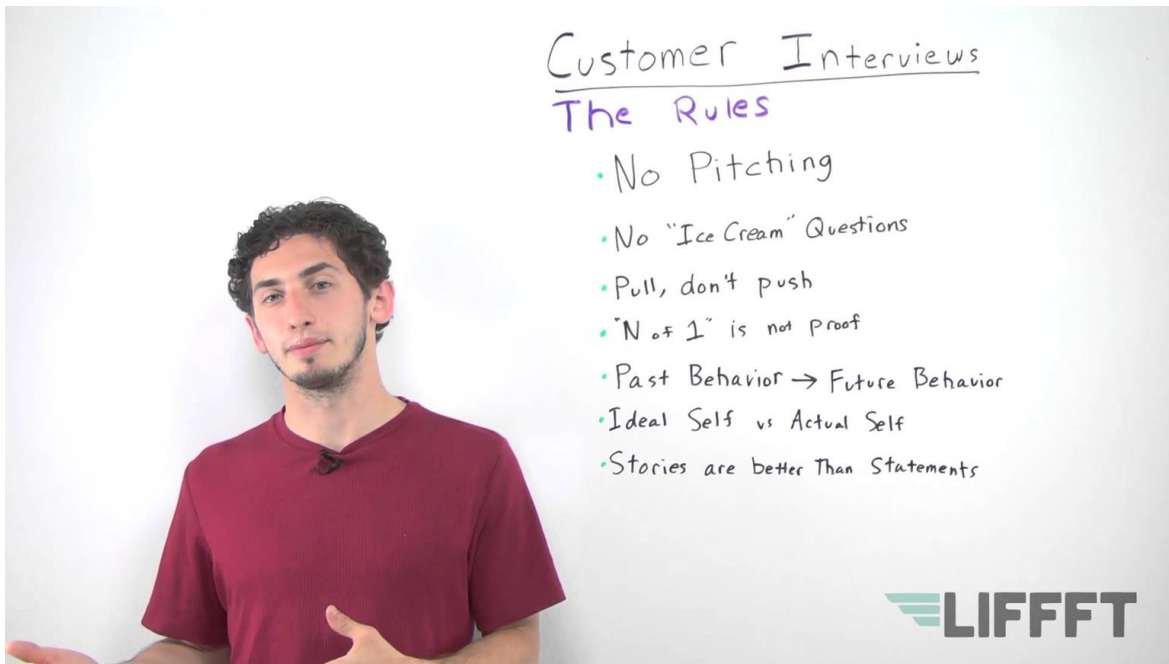 Customer Interviews
The Rules
• No Pitching
• No "Ice Cream" Questions
• Pull, don't push
• "N of 1" is not proof
• Past Behavior → Future Behavior
• Ideal Self vs Actual Self
• Stories are better Than Statements
LIFFFT